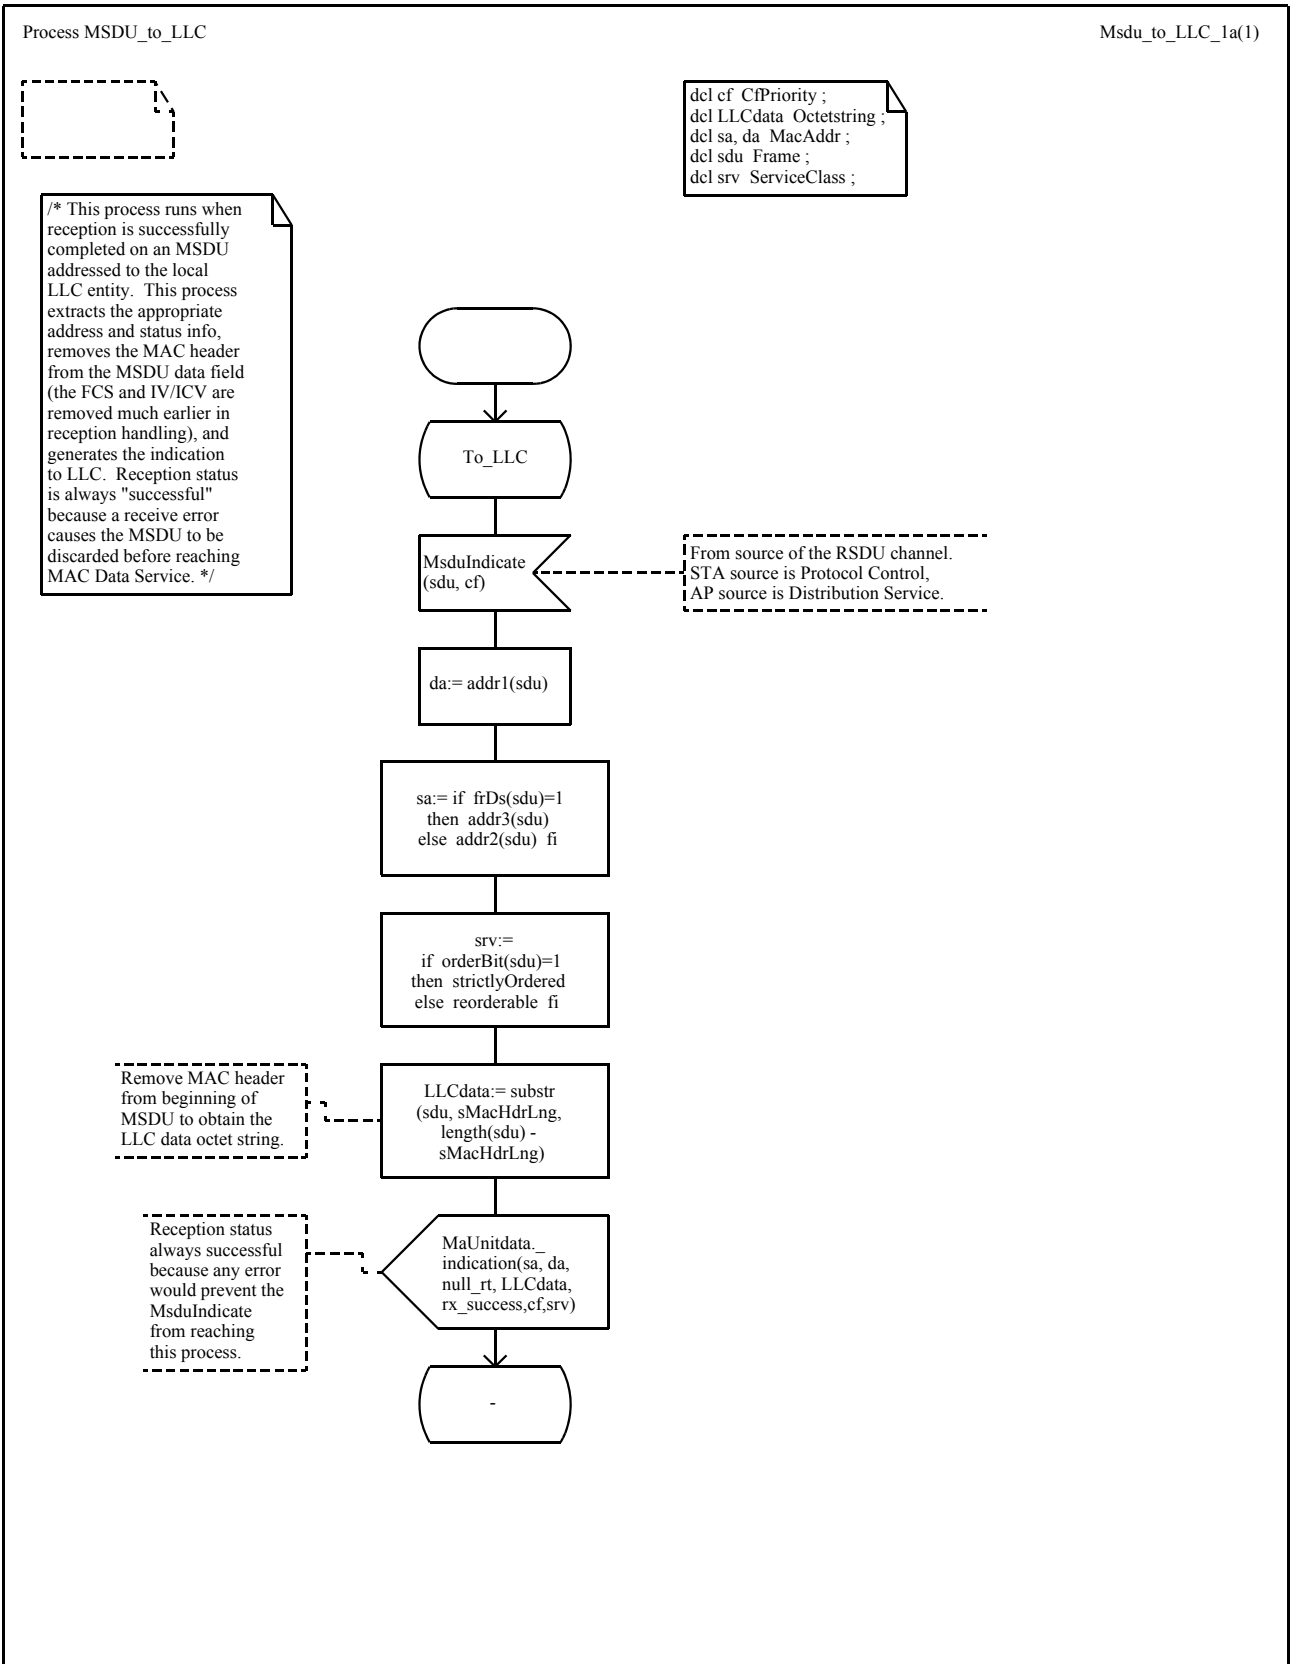 Process MSDU_to_LLC
Msdu_to_LLC_1a(1)
dcl cf CfPriority ;
dcl LLCdata Octetstring ;
dcl sa, da MacAddr ;
dcl sdu Frame ;
dcl srv ServiceClass ;
/* This process runs when
reception is successfully
completed on an MSDU
addressed to the local
LLC entity. This process
extracts the appropriate
address and status info,
removes the MAC header
from the MSDU data field
(the FCS and IV/ICV are
removed much earlier in
reception handling), and
generates the indication
to LLC. Reception status
is always "successful"
because a receive error
causes the MSDU to be
discarded before reaching
MAC Data Service. */
To_LLC
MsduIndicate
(sdu, cf)
From source of the RSDU channel.
STA source is Protocol Control,
AP source is Distribution Service.
da:= addr1(sdu)
sa:= if frDs(sdu)=1
then addr3(sdu)
else addr2(sdu) fi
srv:=
if orderBit(sdu)=1
then strictlyOrdered
else reorderable fi
Remove MAC header
from beginning of
MSDU to obtain the
LLC data octet string.
LLCdata:= substr
(sdu, sMacHdrLng,
length(sdu) -
sMacHdrLng)
Reception status
always successful
because any error
would prevent the
MsduIndicate
from reaching
this process.
MaUnitdata._
indication(sa, da,
null_rt, LLCdata,
rx_success,cf,srv)
-